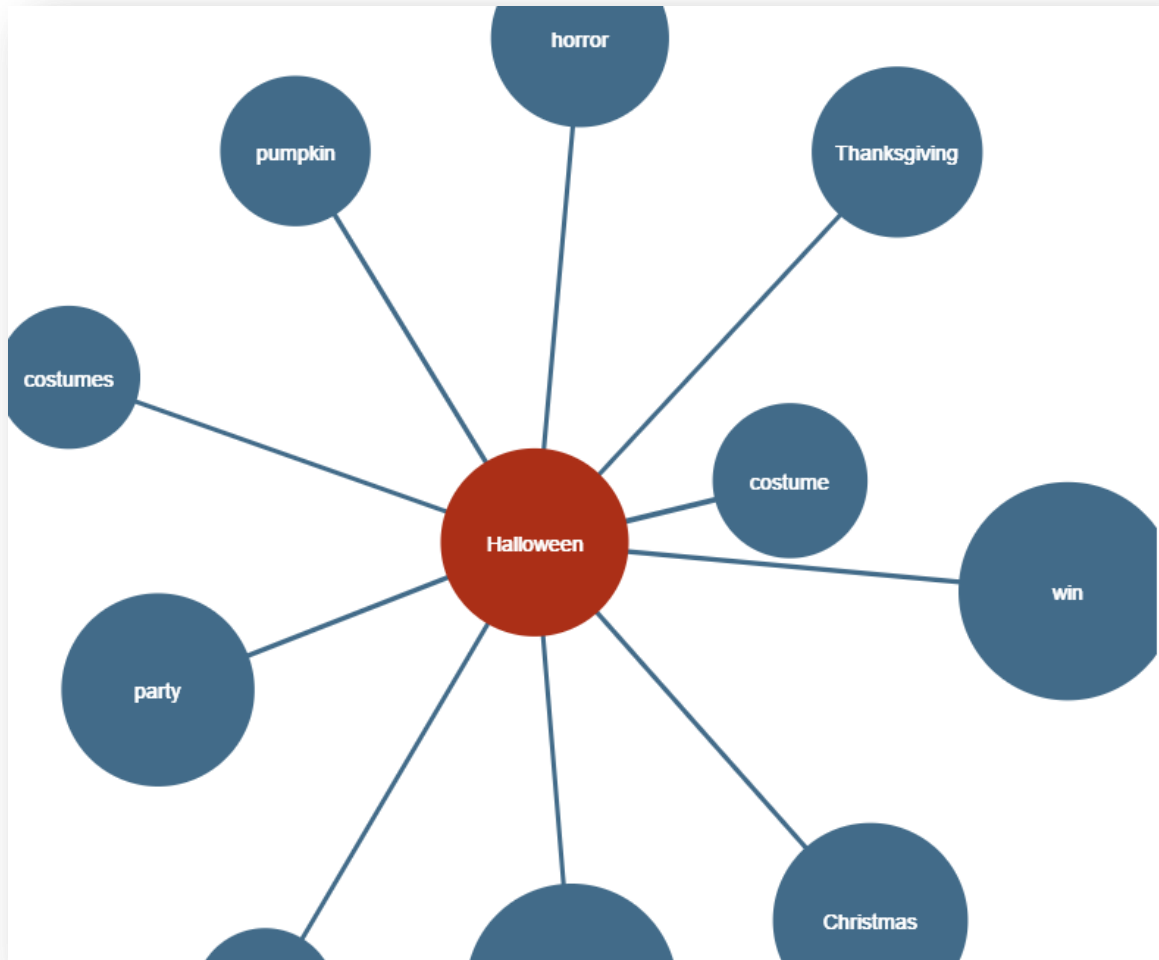 horror
pumpkin
Thanksgiving
costumes
costume
Halloween
win
party
Christmas